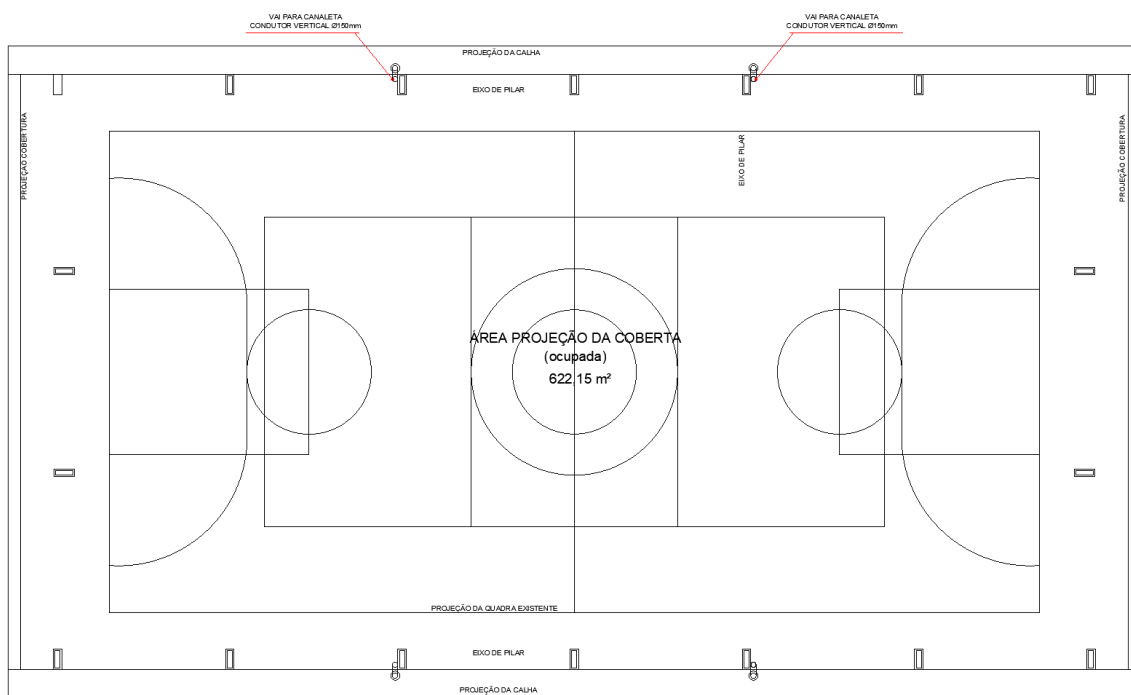 VAI PARA CANALETA
CONDUTOR VERTICAL Ø150mm
VAI PARA CANALETA
CONDUTOR VERTICAL Ø150mm
PROJEÇÃO DA CALHA
EIXO DE PILAR
PROJEÇÃO COBERTURA
EIXO DE PILAR
PROJEÇÃO COBERTURA
ÁREA PROJEÇÃO DA COBERTA
(ocupada)
622,15 m²
PROJEÇÃO DA QUADRA EXISTENTE
EIXO DE PILAR
PROJEÇÃO DA CALHA